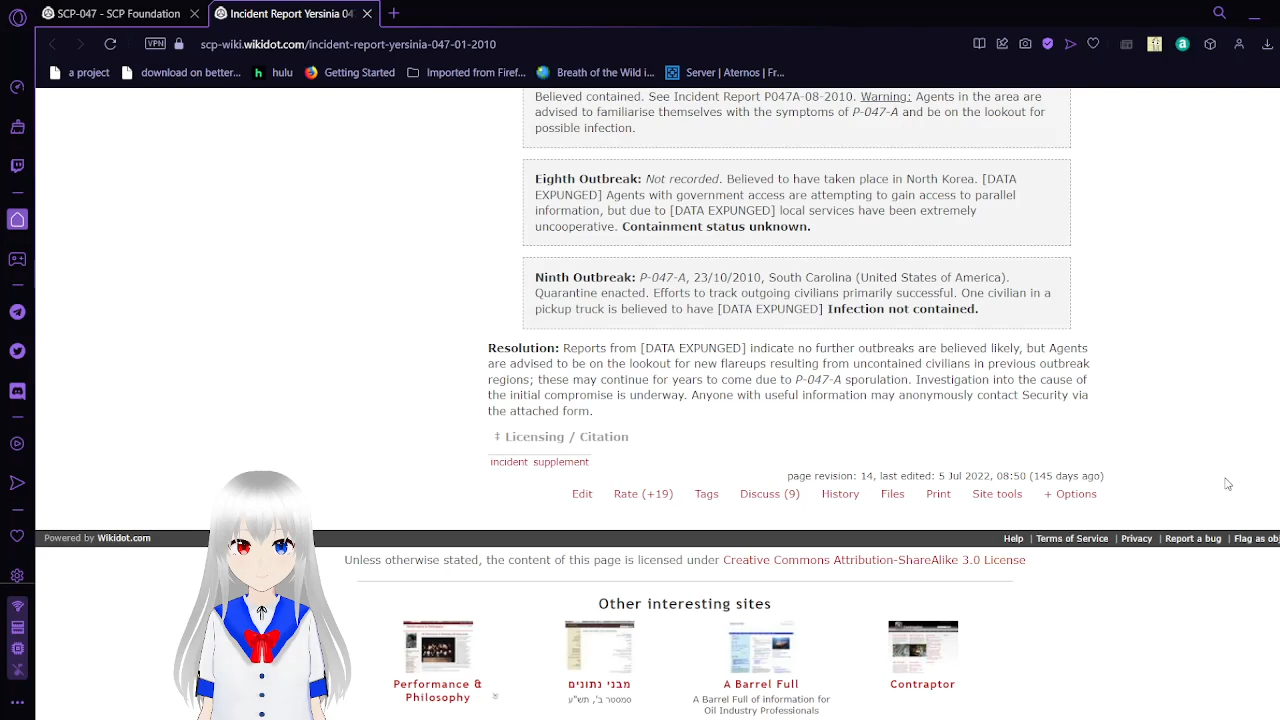 SCP-047 - SCP Foundation
Incident Report Yersinia 047
VPN
scp-wiki.wikidot.com/incident-report-yersinia-047-01-2010
a project
download on better...
hulu
Getting Started
Imported from Firef...
Breath of the Wild i...
Server | Aternos | Fr...
Believed contained. See Incident Report P047A-08-2010. Warning: Agents in the area are
advised to familiarise themselves with the symptoms of P-047-A and be on the lookout for
possible infection.
Eighth Outbreak: Not recorded. Believed to have taken place in North Korea. [DATA
EXPUNGED] Agents with government access are attempting to gain access to parallel
information, but due to [DATA EXPUNGED] local services have been extremely
uncooperative. Containment status unknown.
Ninth Outbreak: P-047-A, 23/10/2010, South Carolina (United States of America).
Quarantine enacted. Efforts to track outgoing civilians primarily successful. One civilian in a
pickup truck is believed to have [DATA EXPUNGED] Infection not contained.
Resolution: Reports from [DATA EXPUNGED] indicate no further outbreaks are believed likely, but Agents
are advised to be on the lookout for new flareups resulting from uncontained civilians in previous outbreak
regions; these may continue for years to come due to P-047-A sporulation. Investigation into the cause of
the initial compromise is underway. Anyone with useful information may anonymously contact Security via
the attached form.
‡ Licensing / Citation
incident supplement
page revision: 14, last edited: 5 Jul 2022, 08:50 (145 days ago)
Edit Rate (+19) Tags Discuss (9) History Files Print Site tools + Options
Powered by Wikidot.com
Help | Terms of Service | Privacy | Report a bug | Flag as obj
Unless otherwise stated, the content of this page is licensed under Creative Commons Attribution-ShareAlike 3.0 License
Other interesting sites
Performance &
Philosophy
מבני נתונים
סמסטר ב', תש"ע
A Barrel Full
A Barrel Full of information for
Oil Industry Professionals
Contraptor